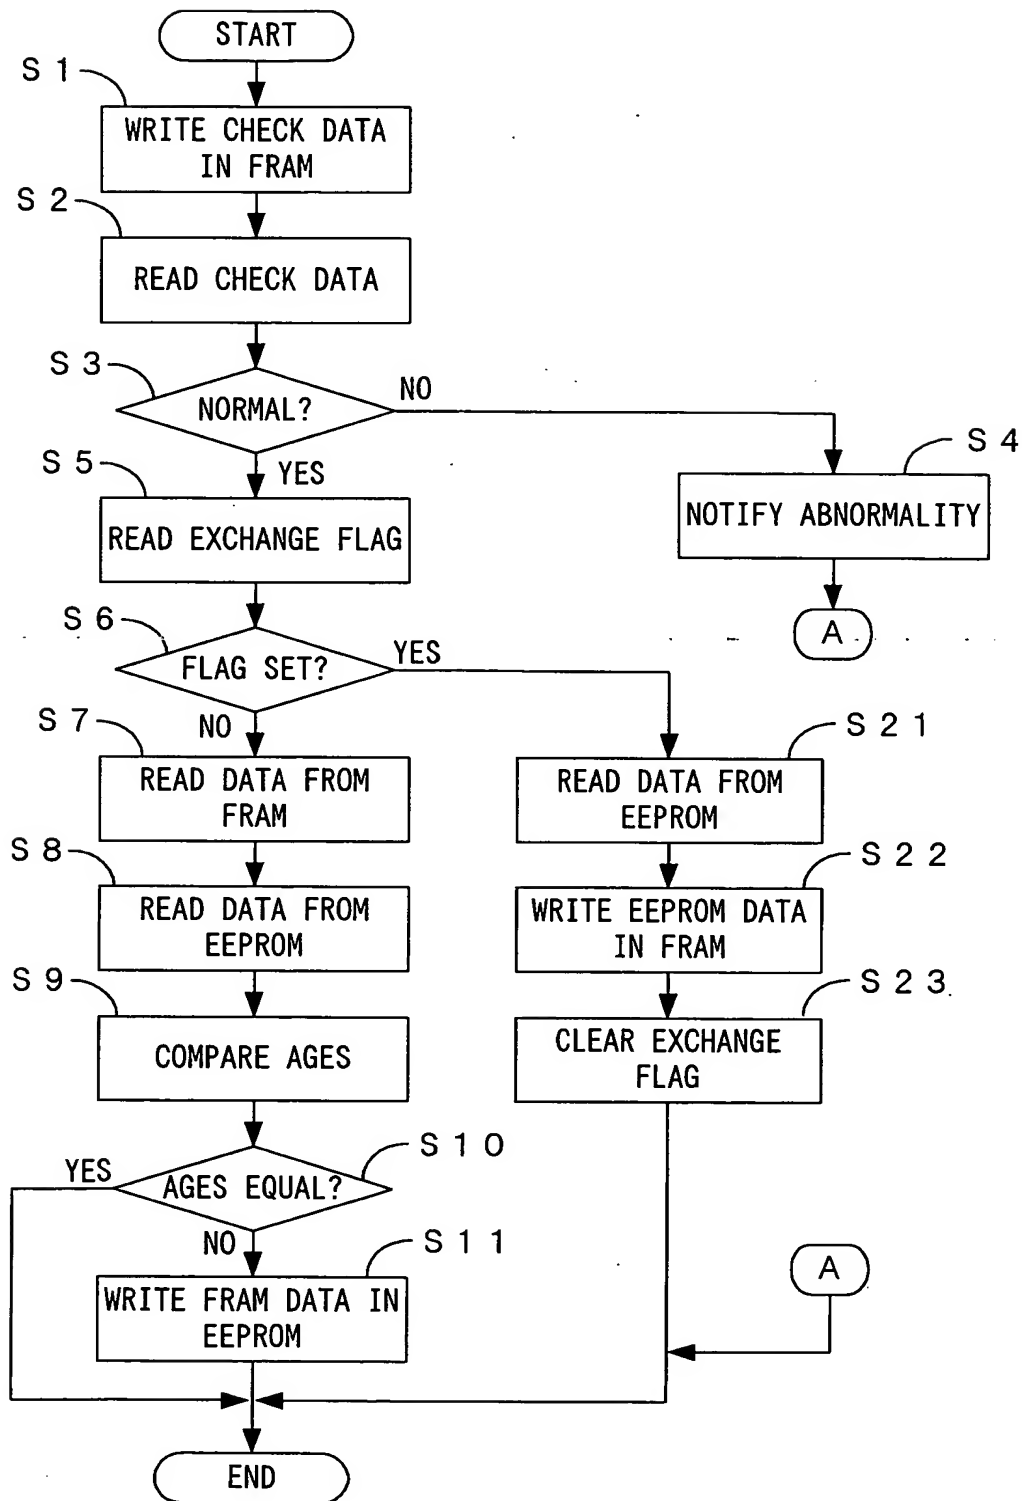 START
S 1
WRITE CHECK DATA
IN FRAM
S 2
READ CHECK DATA
S 3
NORMAL?
NO
YES
S 4
NOTIFY ABNORMALITY
A
S 5
READ EXCHANGE FLAG
S 6
FLAG SET?
YES
NO
S 7
READ DATA FROM
FRAM
S 2 1
READ DATA FROM
EEPROM
S 8
READ DATA FROM
EEPROM
S 2 2
WRITE EEPROM DATA
IN FRAM
S 9
COMPARE AGES
S 2 3
CLEAR EXCHANGE
FLAG
S 1 0
AGES EQUAL?
YES
NO
S 1 1
WRITE FRAM DATA IN
EEPROM
A
END